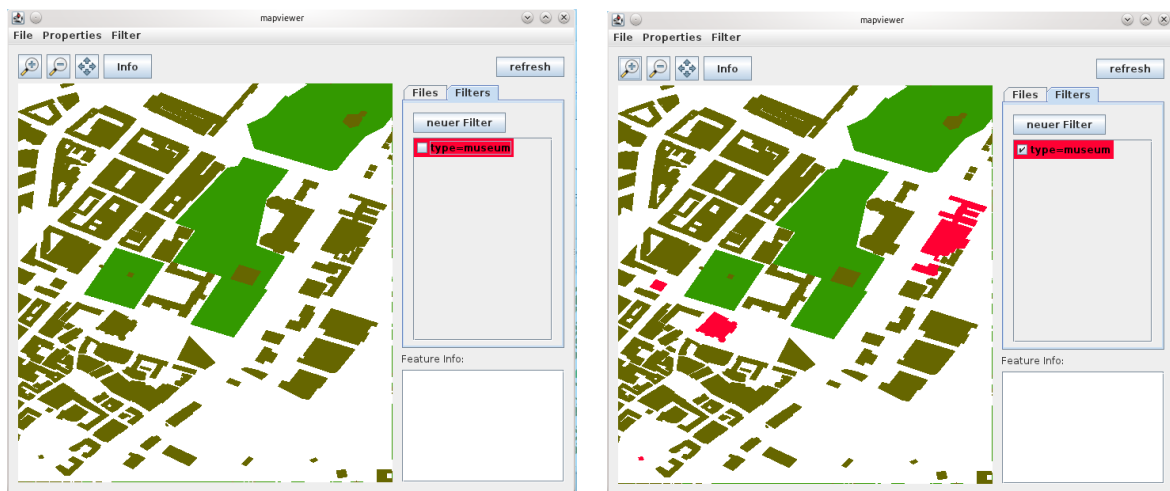 mapviewer
File Properties Filter
Info
refresh
Files Filters
neuer Filter
type=museum
Feature Info:
mapviewer
File Properties Filter
Info
refresh
Files Filters
neuer Filter
type=museum
Feature Info: